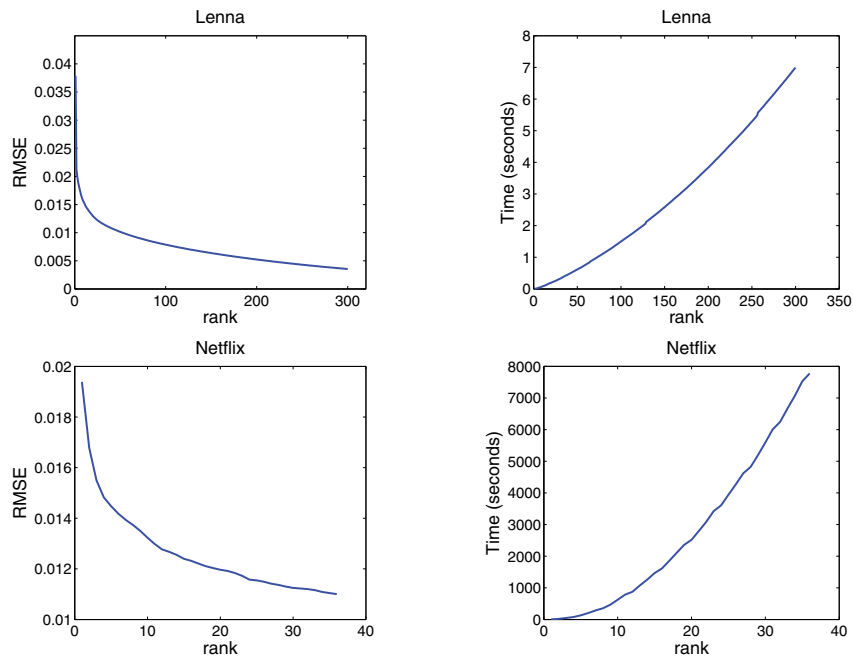 Lenna
0.04
0.035
0.03
0.025
0.02
0.015
0.01
0.005
0
RMSE
0 100 200 300
rank
Lenna
8
7
6
5
4
3
2
1
0
Time (seconds)
0 50 100 150 200 250 300 350
rank
Netflix
0.02
0.018
0.016
0.014
0.012
0.01
RMSE
0 10 20 30 40
rank
Netflix
8000
7000
6000
5000
4000
3000
2000
1000
0
Time (seconds)
0 10 20 30 40
rank